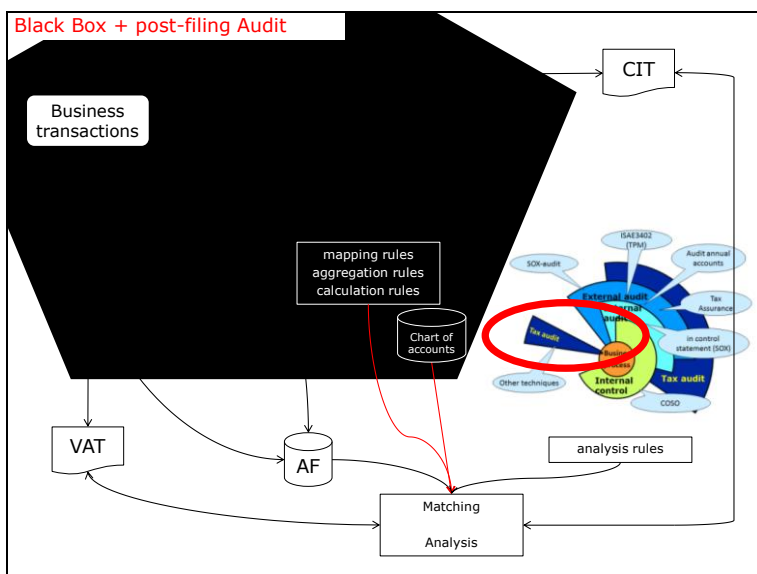 Black Box + post-filing Audit
CIT
Business
transactions
mapping rules
aggregation rules
calculation rules
Chart of
accounts
ISAE3402
(TPM)
SOX-audit
Audit annual
accounts
External audit
audit
Tax
Assurance
in control
statement (SOX)
Tax audit
Tax audit
Internal
control
Other techniques
COSO
VAT
AF
analysis rules
Matching
Analysis